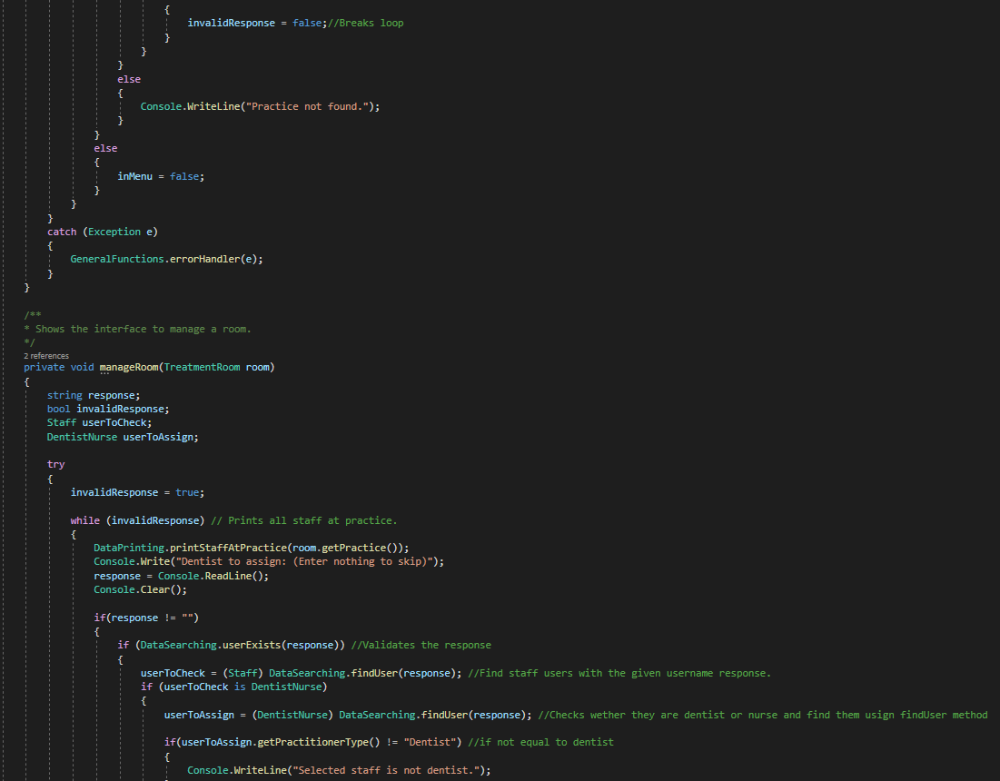 {
invalidResponse = false;//Breaks loop
}
}
}
else
{
Console.WriteLine("Practice not found.");
}
}
else
{
inMenu = false;
}
}
}
catch (Exception e)
{
GeneralFunctions.errorHandler(e);
}
}
/**
* Shows the interface to manage a room.
*/
2 references
private void manageRoom(TreatmentRoom room)
{
string response;
bool invalidResponse;
Staff userToCheck;
DentistNurse userToAssign;
try
{
invalidResponse = true;
while (invalidResponse) // Prints all staff at practice.
{
DataPrinting.printStaffAtPractice(room.getPractice());
Console.Write("Dentist to assign: (Enter nothing to skip)");
response = Console.ReadLine();
Console.Clear();
if(response != "")
{
if (DataSearching.userExists(response)) //Validates the response
{
userToCheck = (Staff) DataSearching.findUser(response); //Find staff users with the given username response.
if (userToCheck is DentistNurse)
{
userToAssign = (DentistNurse) DataSearching.findUser(response); //Checks wether they are dentist or nurse and find them usign findUser method
if(userToAssign.getPractitionerType() != "Dentist") //if not equal to dentist
{
Console.WriteLine("Selected staff is not dentist.");